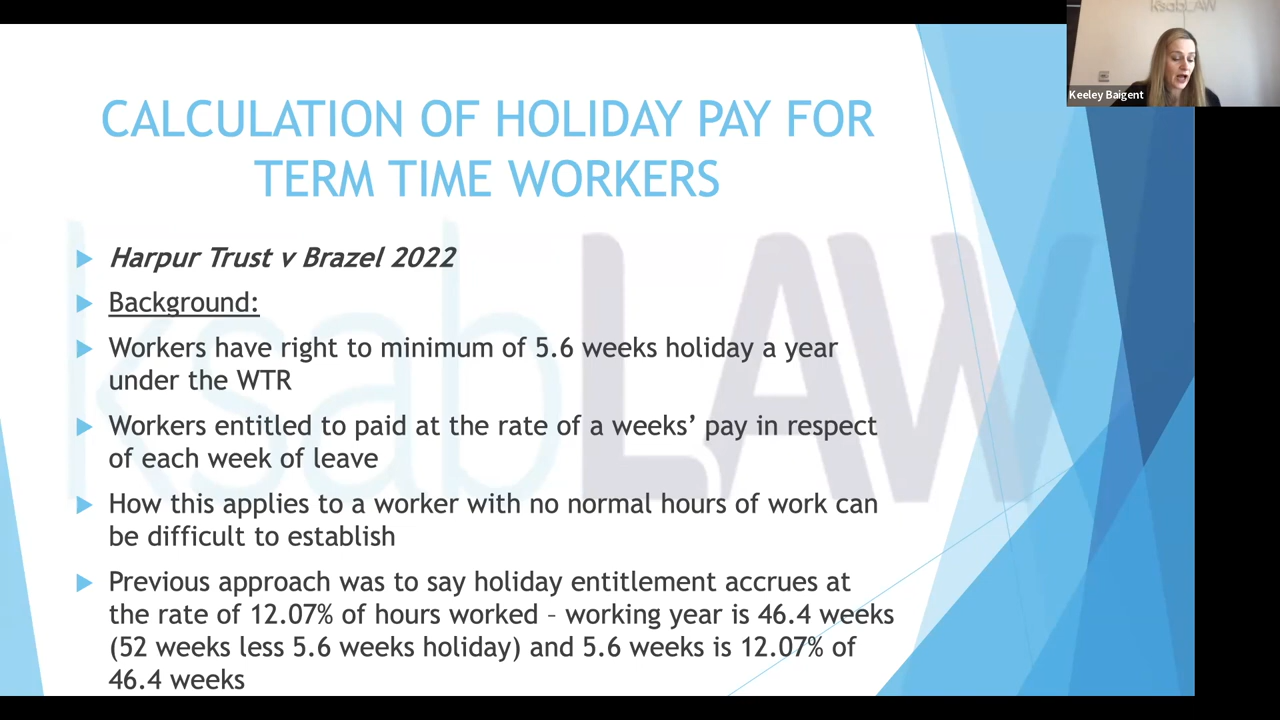 ksabLAW
Keeley Baigent
CALCULATION OF HOLIDAY PAY FOR
TERM TIME WORKERS
Harpur Trust v Brazel 2022
Background:
Workers have right to minimum of 5.6 weeks holiday a year
under the WTR
Workers entitled to paid at the rate of a weeks’ pay in respect
of each week of leave
How this applies to a worker with no normal hours of work can
be difficult to establish
Previous approach was to say holiday entitlement accrues at
the rate of 12.07% of hours worked – working year is 46.4 weeks
(52 weeks less 5.6 weeks holiday) and 5.6 weeks is 12.07% of
46.4 weeks
ksabLAW